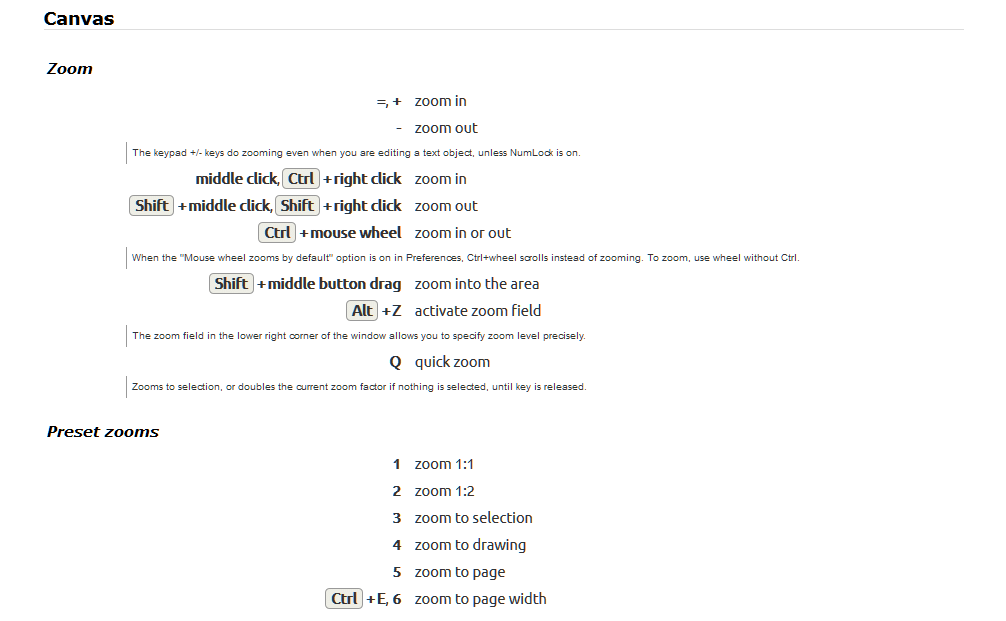 Canvas
Zoom
=, + zoom in
- zoom out
The keypad +/- keys do zooming even when you are editing a text object, unless NumLock is on.
middle click, Ctrl +right click zoom in
Shift +middle click, Shift +right click zoom out
Ctrl +mouse wheel zoom in or out
When the "Mouse wheel zooms by default" option is on in Preferences, Ctrl+wheel scrolls instead of zooming. To zoom, use wheel without Ctrl.
Shift +middle button drag zoom into the area
Alt +Z activate zoom field
The zoom field in the lower right corner of the window allows you to specify zoom level precisely.
Q quick zoom
Zooms to selection, or doubles the current zoom factor if nothing is selected, until key is released.
Preset zooms
1 zoom 1:1
2 zoom 1:2
3 zoom to selection
4 zoom to drawing
5 zoom to page
Ctrl +E, 6 zoom to page width